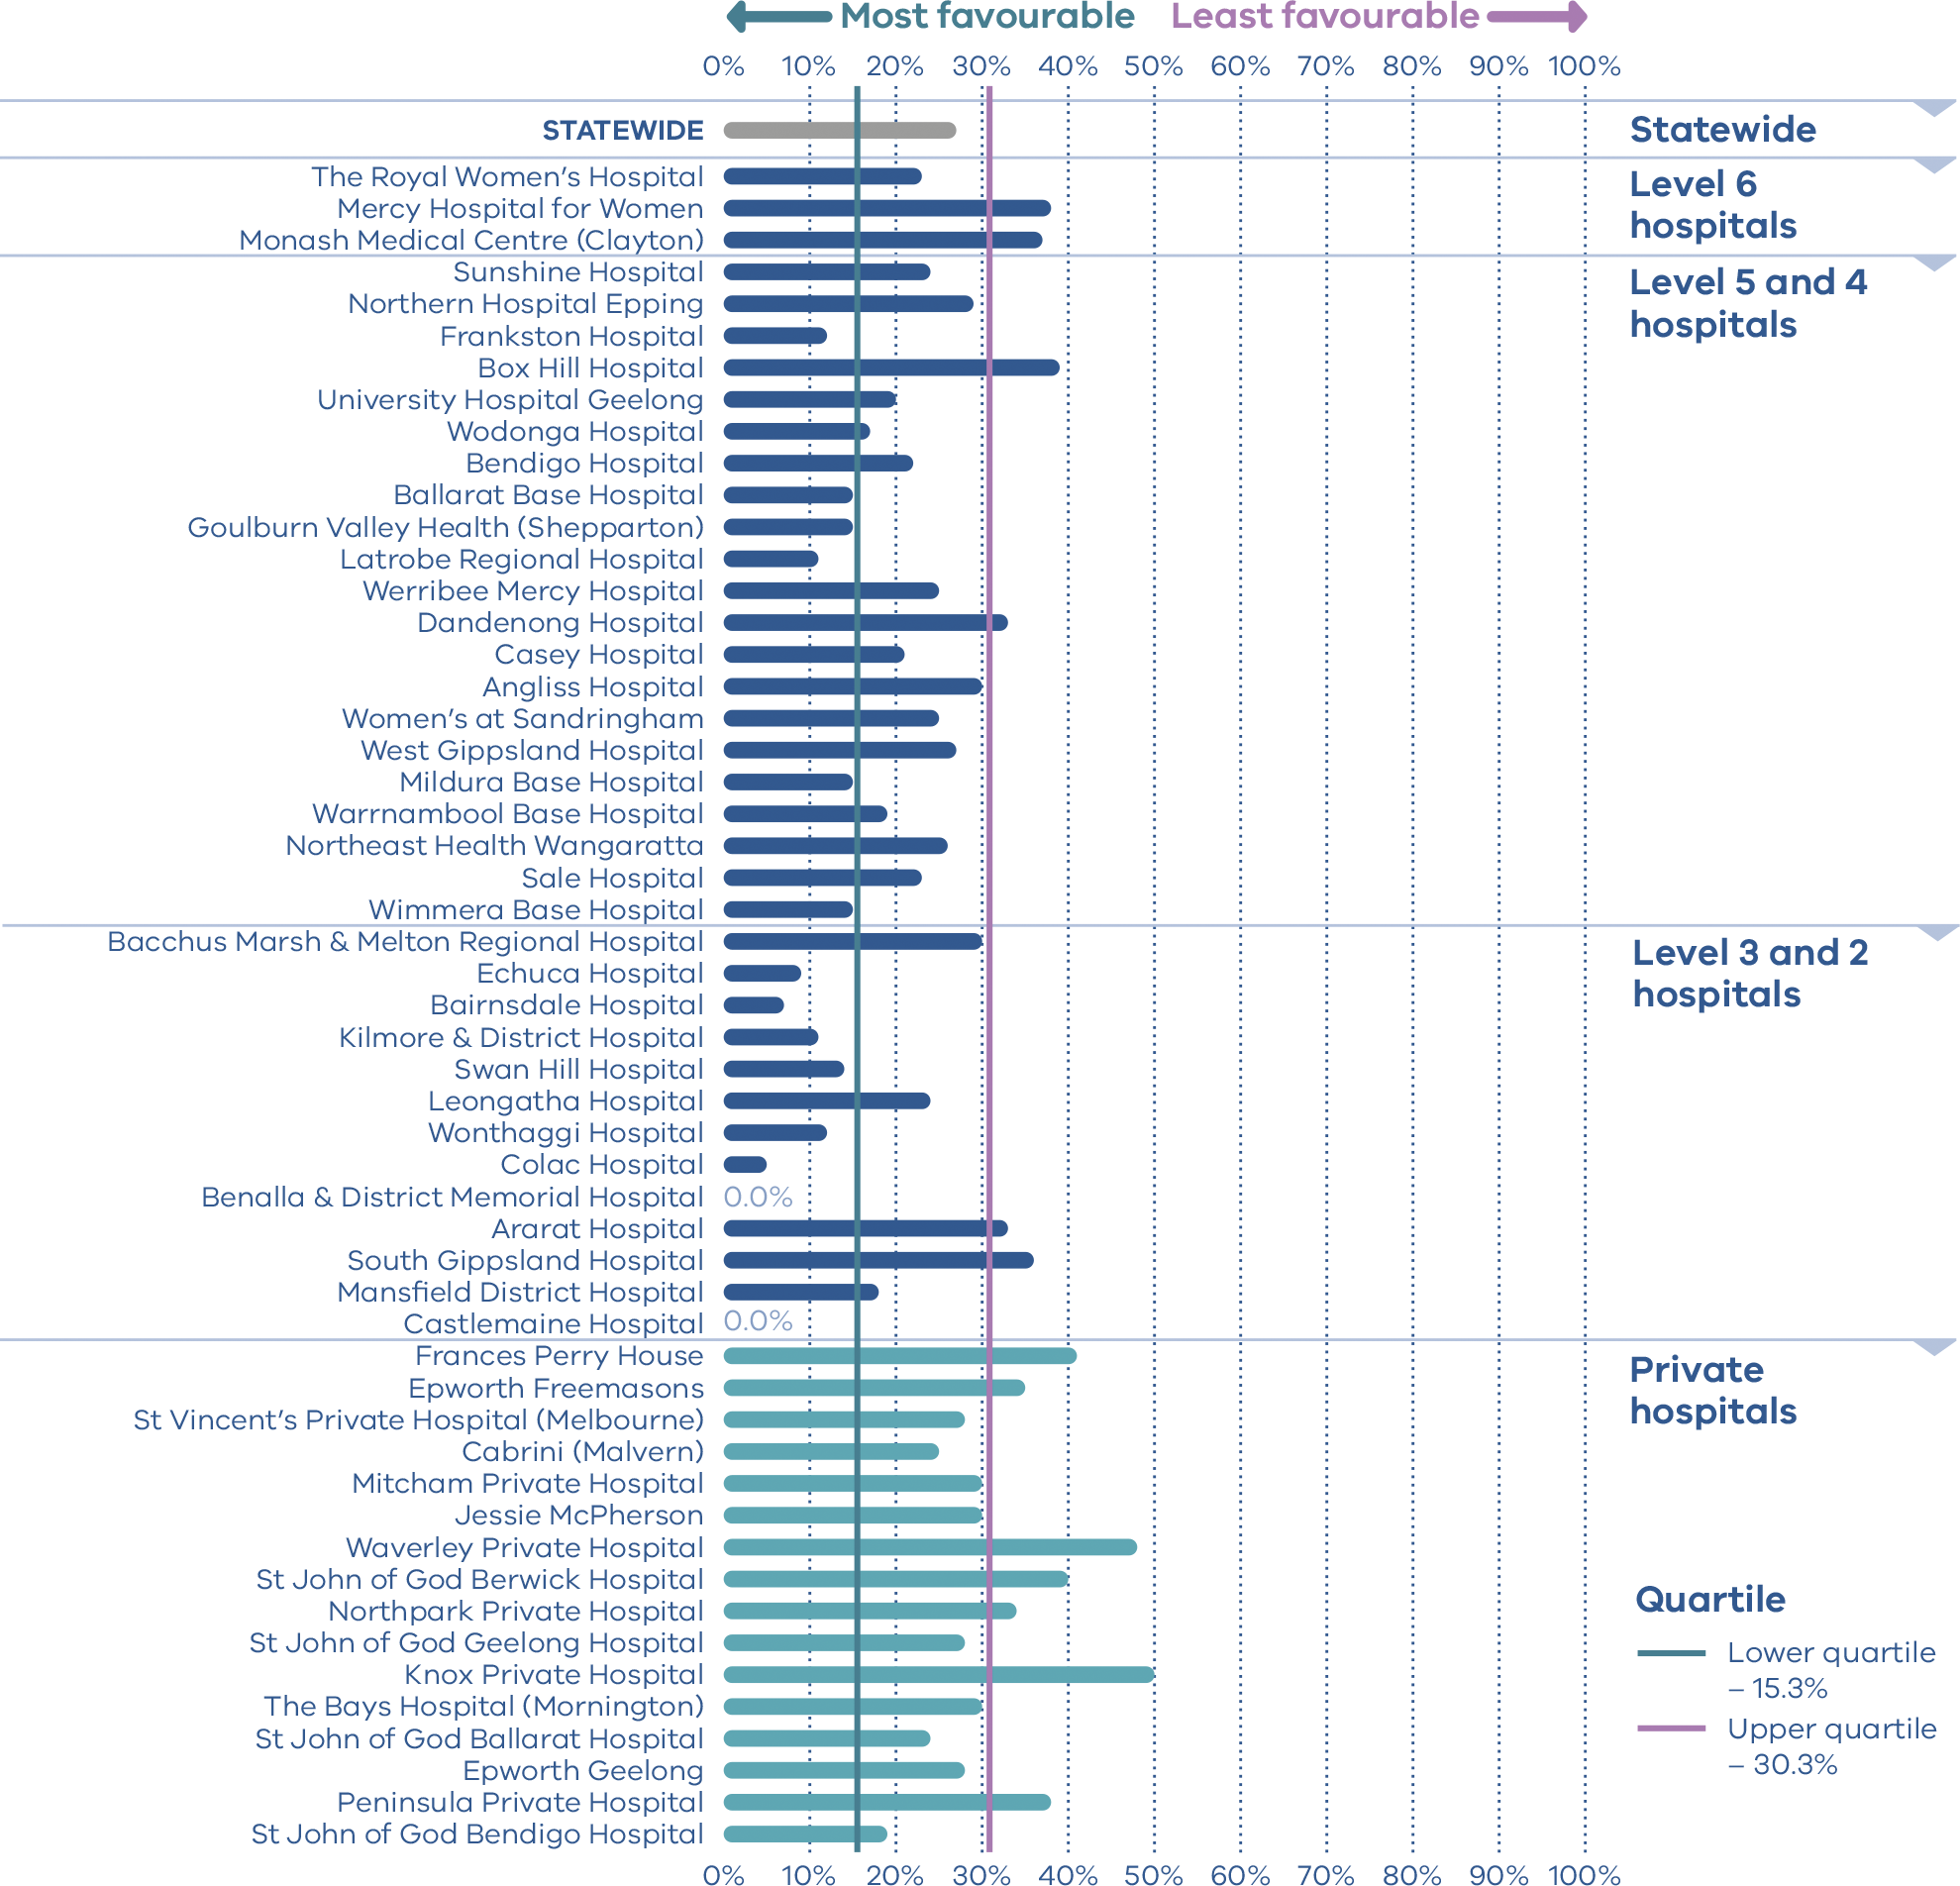 Most favourable Least favourable
0% 10% 20% 30% 40% 50% 60% 70% 80% 90% 100%
STATEWIDE
Statewide
The Royal Women’s Hospital
Level 6
Mercy Hospital for Women
hospitals
Monash Medical Centre (Clayton)
Sunshine Hospital
Level 5 and 4
Northern Hospital Epping
hospitals
Frankston Hospital
Box Hill Hospital
University Hospital Geelong
Wodonga Hospital
Bendigo Hospital
Ballarat Base Hospital
Goulburn Valley Health (Shepparton)
Latrobe Regional Hospital
Werribee Mercy Hospital
Dandenong Hospital
Casey Hospital
Angliss Hospital
Women’s at Sandringham
West Gippsland Hospital
Mildura Base Hospital
Warrnambool Base Hospital
Northeast Health Wangaratta
Sale Hospital
Wimmera Base Hospital
Bacchus Marsh & Melton Regional Hospital
Level 3 and 2
Echuca Hospital
hospitals
Bairnsdale Hospital
Kilmore & District Hospital
Swan Hill Hospital
Leongatha Hospital
Wonthaggi Hospital
Colac Hospital
Benalla & District Memorial Hospital 0.0%
Ararat Hospital
South Gippsland Hospital
Mansfield District Hospital
Castlemaine Hospital 0.0%
Frances Perry House
Private
Epworth Freemasons
hospitals
St Vincent’s Private Hospital (Melbourne)
Cabrini (Malvern)
Mitcham Private Hospital
Jessie McPherson
Waverley Private Hospital
St John of God Berwick Hospital
Northpark Private Hospital
St John of God Geelong Hospital
Knox Private Hospital
The Bays Hospital (Mornington)
St John of God Ballarat Hospital
Epworth Geelong
Peninsula Private Hospital
St John of God Bendigo Hospital
Quartile
Lower quartile
– 15.3%
Upper quartile
– 30.3%
0% 10% 20% 30% 40% 50% 60% 70% 80% 90% 100%